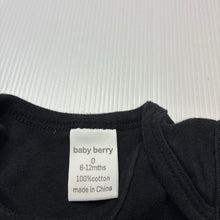 baby berry
0
6-12mths
100%cotton
made in China